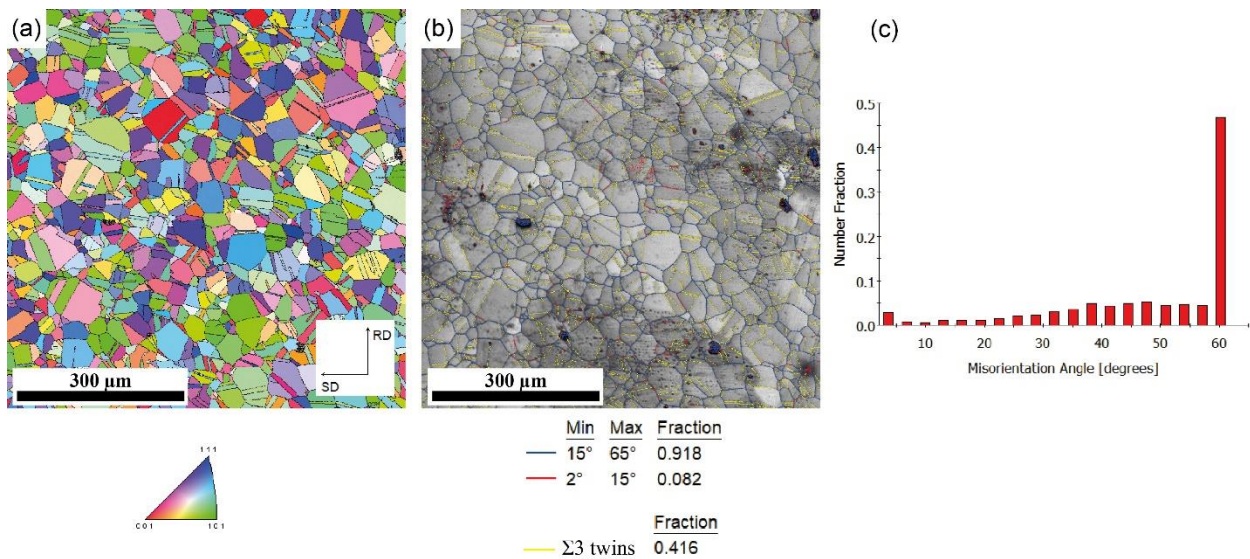 (a)
RD
SD
300 µm
111
001
101
(b)
300 µm
Min Max Fraction
15° 65° 0.918
2° 15° 0.082
Fraction
Σ3 twins 0.416
(c)
0.5
0.4
0.3
0.2
0.1
0.0
Number Fraction
10 20 30 40 50 60
Misorientation Angle [degrees]